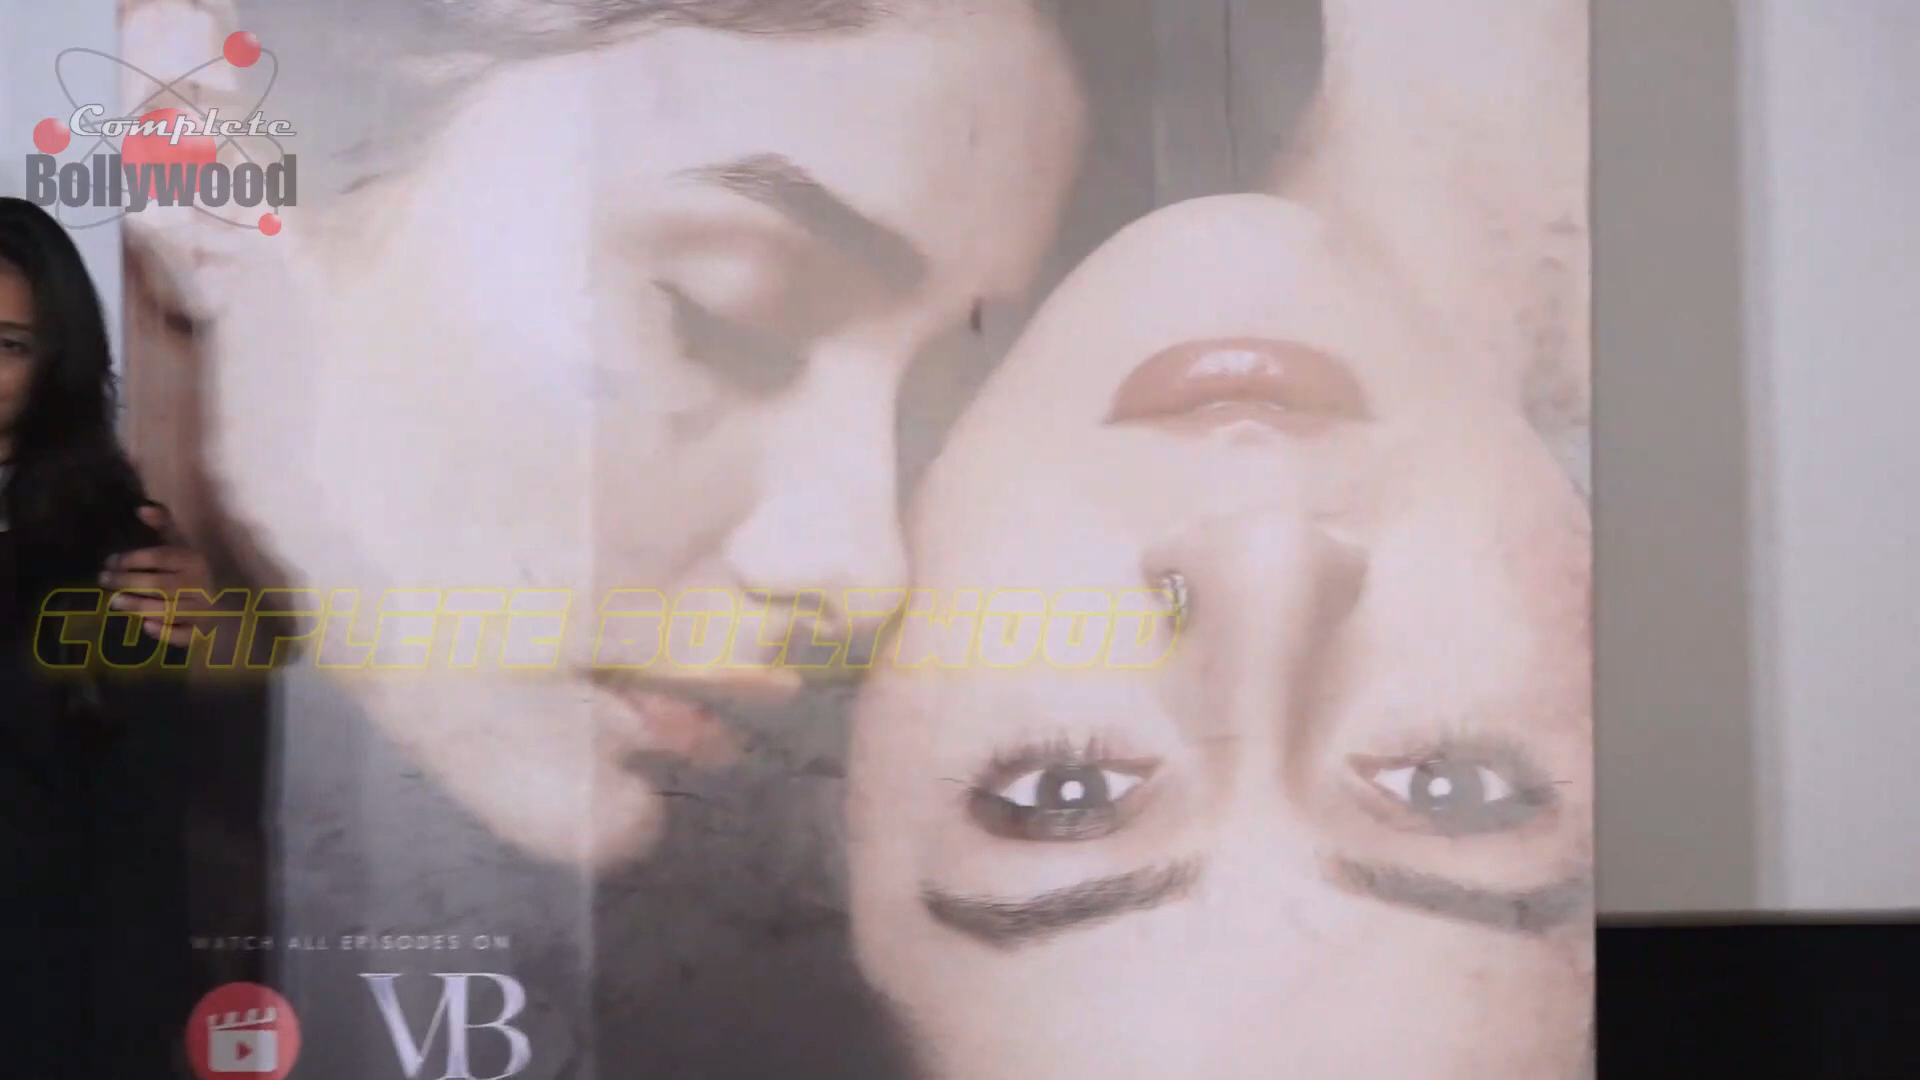 Complete
Bollywood
COMPLETE BOLLYWOOD
WATCH ALL EPISODES ON
VB